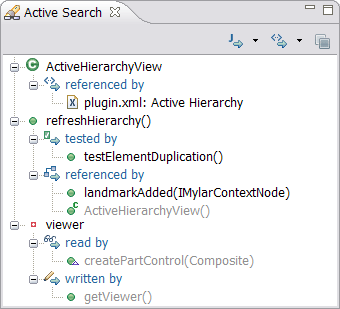 Active Search
J
ActiveHierarchyView
referenced by
plugin.xml: Active Hierarchy
refreshHierarchy()
tested by
testElementDuplication()
referenced by
landmarkAdded(IMylarContextNode)
ActiveHierarchyView()
viewer
read by
createPartControl(Composite)
written by
getViewer()